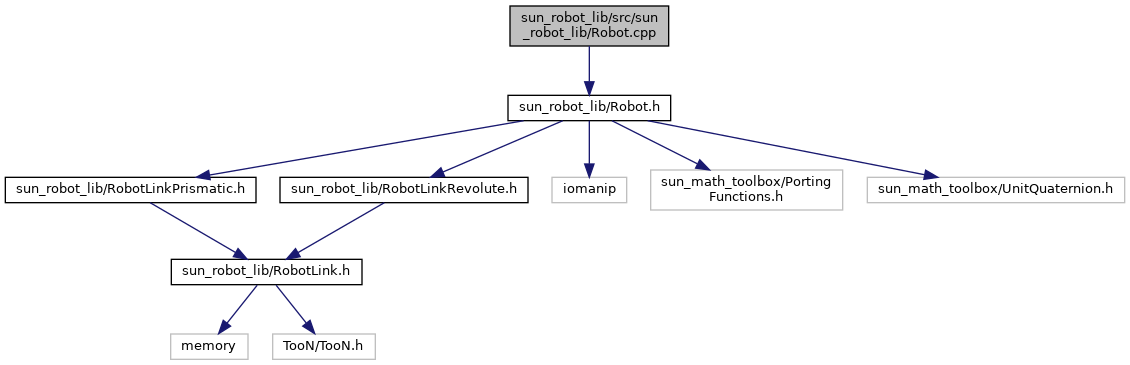 sun_robot_lib/src/sun
_robot_lib/Robot.cpp
sun_robot_lib/Robot.h
sun_robot_lib/RobotLinkPrismatic.h
sun_robot_lib/RobotLinkRevolute.h
iomanip
sun_math_toolbox/Porting
Functions.h
sun_math_toolbox/UnitQuaternion.h
sun_robot_lib/RobotLink.h
memory
TooN/TooN.h